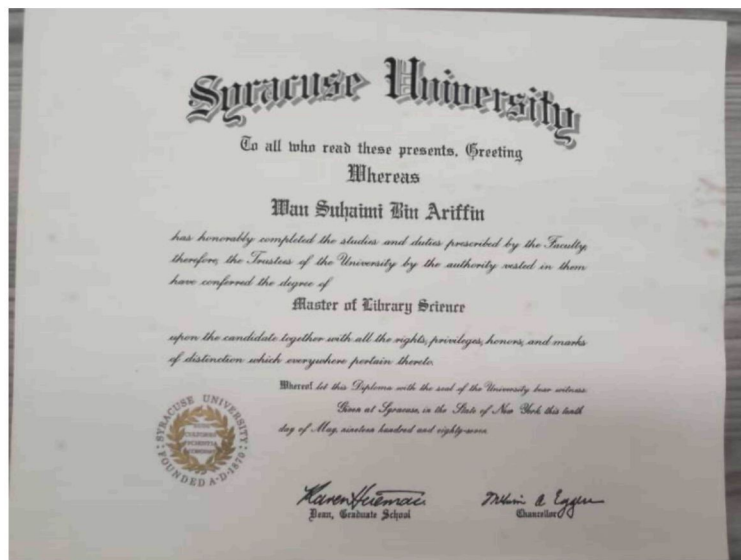 Syracuse University
To all who read these presents, Greeting
Whereas
Wan Suhaimi Bin Ariffin
has honorably completed the studies and duties prescribed by the Faculty,
therefore, the Trustees of the University by the authority vested in them
have conferred the degree of
Master of Library Science
upon the candidate together with all the rights, privileges, honors, and marks
of distinction which everywhere pertain thereto.
Whereof let this Diploma with the seal of the University bear witness.
Given at Syracuse, in the State of New York this tenth
day of May, nineteen hundred and eighty-seven
SYRACUSE UNIVERSITY
FOUNDED A·D·1870
Dean, Graduate School
Chancellor